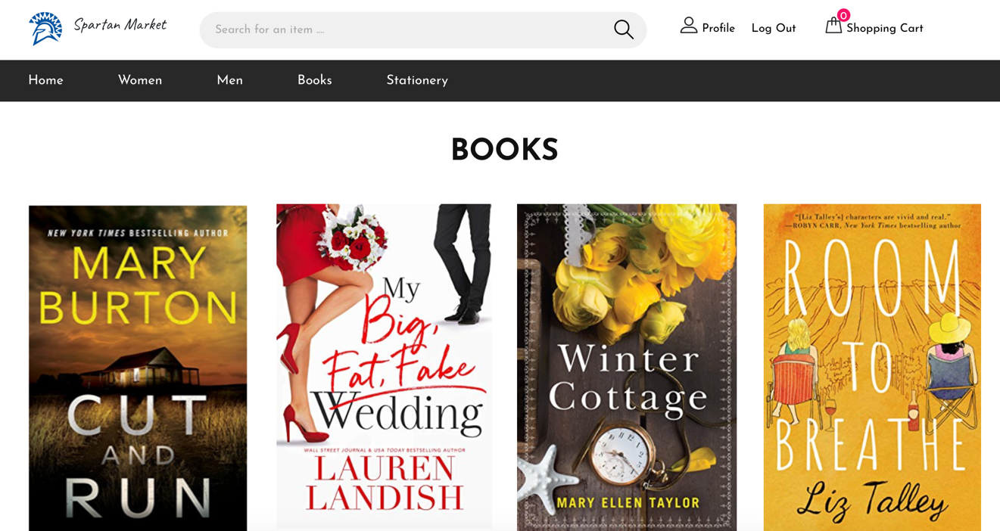 Spartan Market
Search for an item ....
Profile
Log Out
0
Shopping Cart
Home
Women
Men
Books
Stationery
BOOKS
NEW YORK TIMES BESTSELLING AUTHOR
MARY
BURTON
CUT
AND
RUN
My
Big,
Fat, Fake
Wedding
WALL STREET JOURNAL & USA TODAY BESTSELLING AUTHOR
LAUREN
LANDISH
Winter
Cottage
MARY ELLEN TAYLOR
"[Liz Talley's] characters are vivid and real."
—ROBYN CARR, New York Times bestselling author
ROOM
TO
BREATHE
Liz Talley